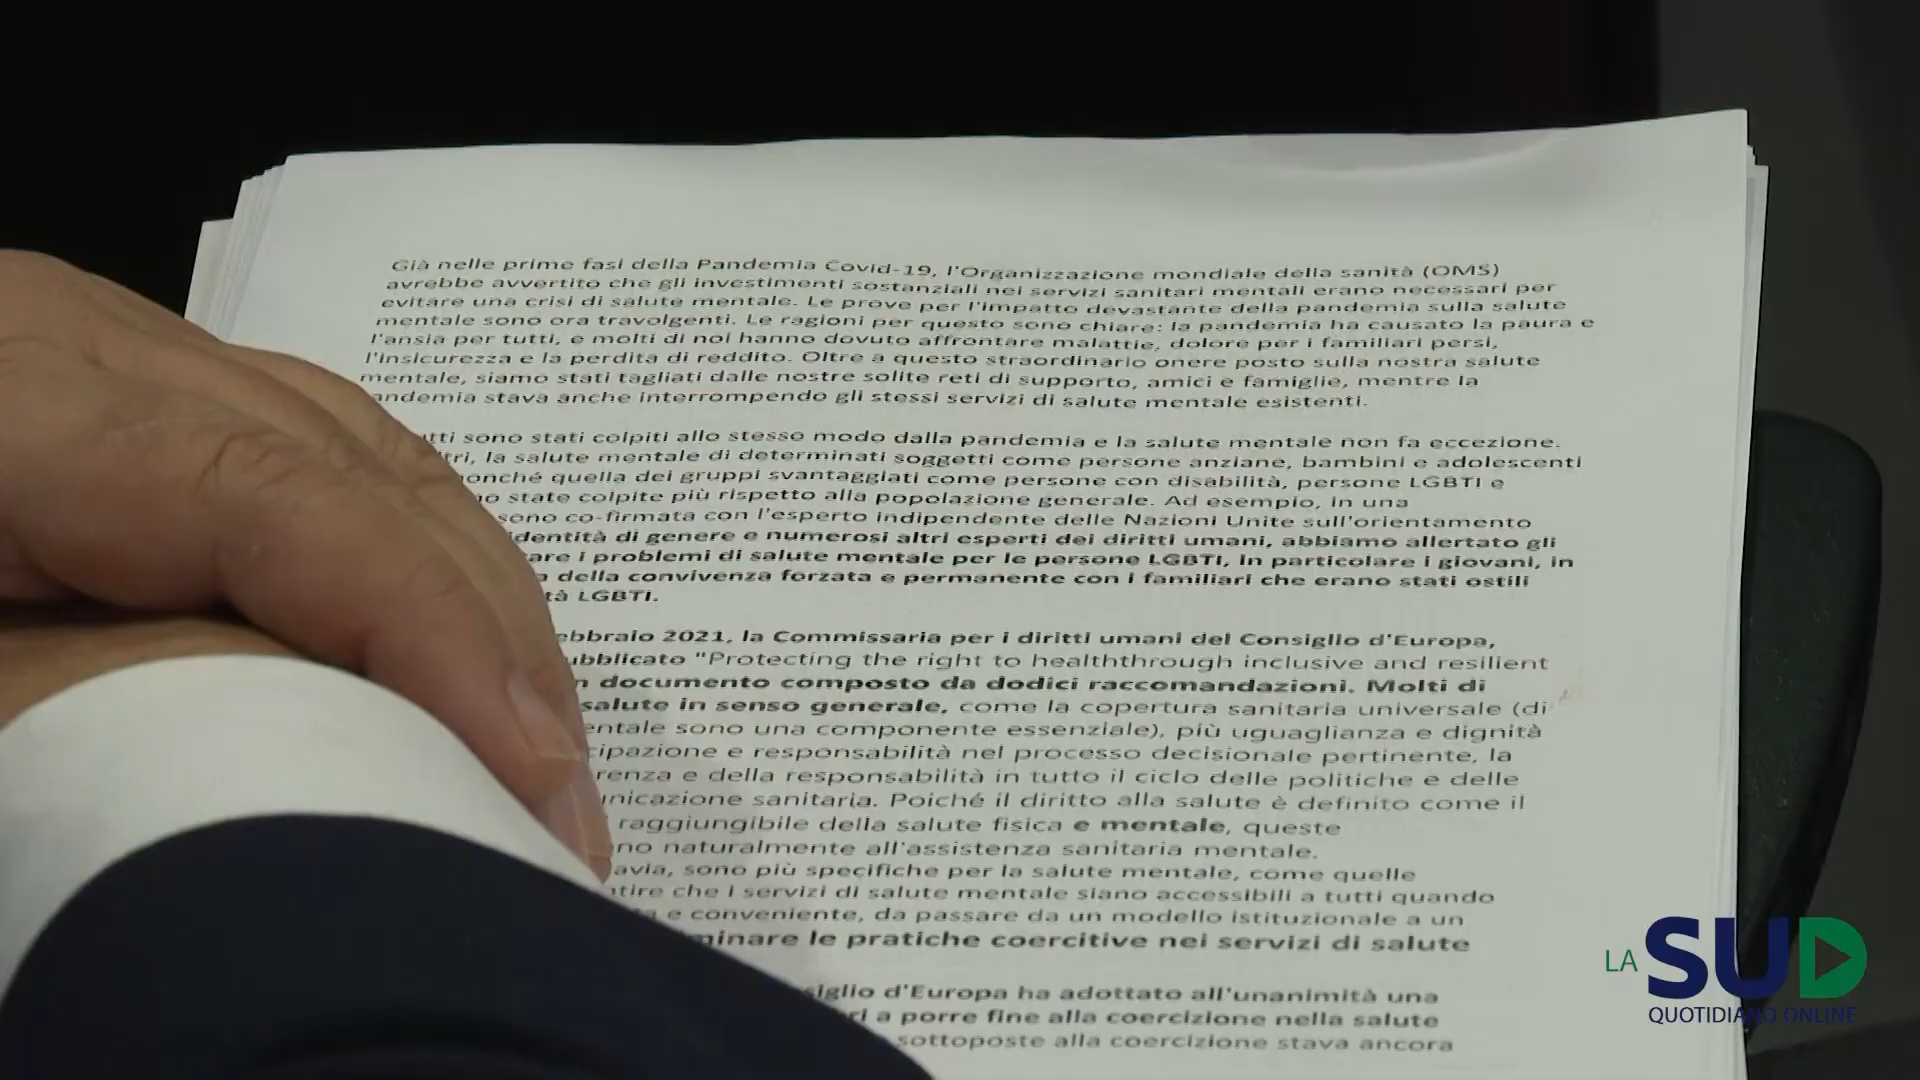 Già nelle prime fasi della Pandemia Covid-19, l'Organizzazione mondiale della sanità (OMS)
avrebbe avvertito che gli investimenti sostanziali nei servizi sanitari mentali erano necessari per
evitare una crisi di salute mentale. Le prove per l'impatto devastante della pandemia sulla salute
mentale sono ora travolgenti. Le ragioni per questo sono chiare: la pandemia ha causato la paura e
l'ansia per tutti, e molti di noi hanno dovuto affrontare malattie, dolore per i familiari persi,
l'insicurezza e la perdita di reddito. Oltre a questo straordinario onere posto sulla nostra salute
mentale, siamo stati tagliati dalle nostre solite reti di supporto, amici e famiglie, mentre la
andemia stava anche interrompendo gli stessi servizi di salute mentale esistenti.
utti sono stati colpiti allo stesso modo dalla pandemia e la salute mentale non fa eccezione.
ltri, la salute mentale di determinati soggetti come persone anziane, bambini e adolescenti
onché quella dei gruppi svantaggiati come persone con disabilità, persone LGBTI e
no state colpite più rispetto alla popolazione generale. Ad esempio, in una
sono co-firmata con l'esperto indipendente delle Nazioni Unite sull'orientamento
identità di genere e numerosi altri esperti dei diritti umani, abbiamo allertato gli
are i problemi di salute mentale per le persone LGBTI, in particolare i giovani, in
a della convivenza forzata e permanente con i familiari che erano stati ostili
tà LGBTI.
ebbraio 2021, la Commissaria per i diritti umani del Consiglio d'Europa,
ubblicato "Protecting the right to healththrough inclusive and resilient
n documento composto da dodici raccomandazioni. Molti di
salute in senso generale, come la copertura sanitaria universale (di
entale sono una componente essenziale), più uguaglianza e dignità
cipazione e responsabilità nel processo decisionale pertinente, la
renza e della responsabilità in tutto il ciclo delle politiche e delle
unicazione sanitaria. Poiché il diritto alla salute è definito come il
raggiungibile della salute fisica e mentale, queste
no naturalmente all'assistenza sanitaria mentale.
avia, sono più specifiche per la salute mentale, come quelle
tire che i servizi di salute mentale siano accessibili a tutti quando
a e conveniente, da passare da un modello istituzionale a un
minare le pratiche coercitive nei servizi di salute
siglio d'Europa ha adottato all'unanimità una
ri a porre fine alla coercizione nella salute
sottoposte alla coercizione stava ancora
LA SUD
QUOTIDIANO ONLINE